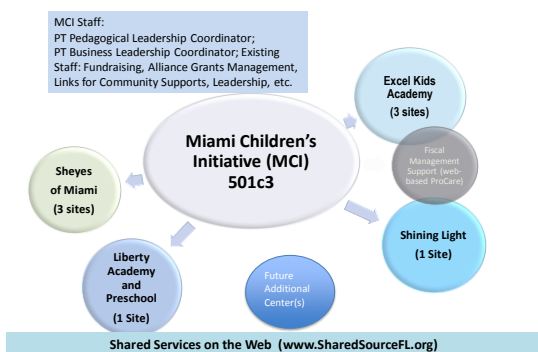 MCI Staff:
PT Pedagogical Leadership Coordinator;
PT Business Leadership Coordinator; Existing
Staff: Fundraising, Alliance Grants Management,
Links for Community Supports, Leadership, etc.
Excel Kids
Academy
(3 sites)
Miami Children’s
Initiative (MCI)
501c3
Fiscal
Management
Support (web-
based ProCare)
Sheyes
of Miami
(3 sites)
Shining Light
(1 Site)
Liberty
Academy
and
Preschool
(1 Site)
Future
Additional
Center(s)
Shared Services on the Web (www.SharedSourceFL.org)